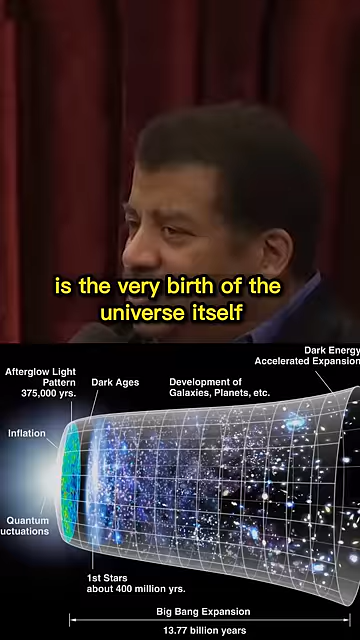 is the very birth of the
universe itself
Dark Energy
Accelerated Expansion
Afterglow Light
Pattern
375,000 yrs.
Dark Ages
Development of
Galaxies, Planets, etc.
Inflation
Quantum
uctuations
1st Stars
about 400 million yrs.
Big Bang Expansion
13.77 billion years